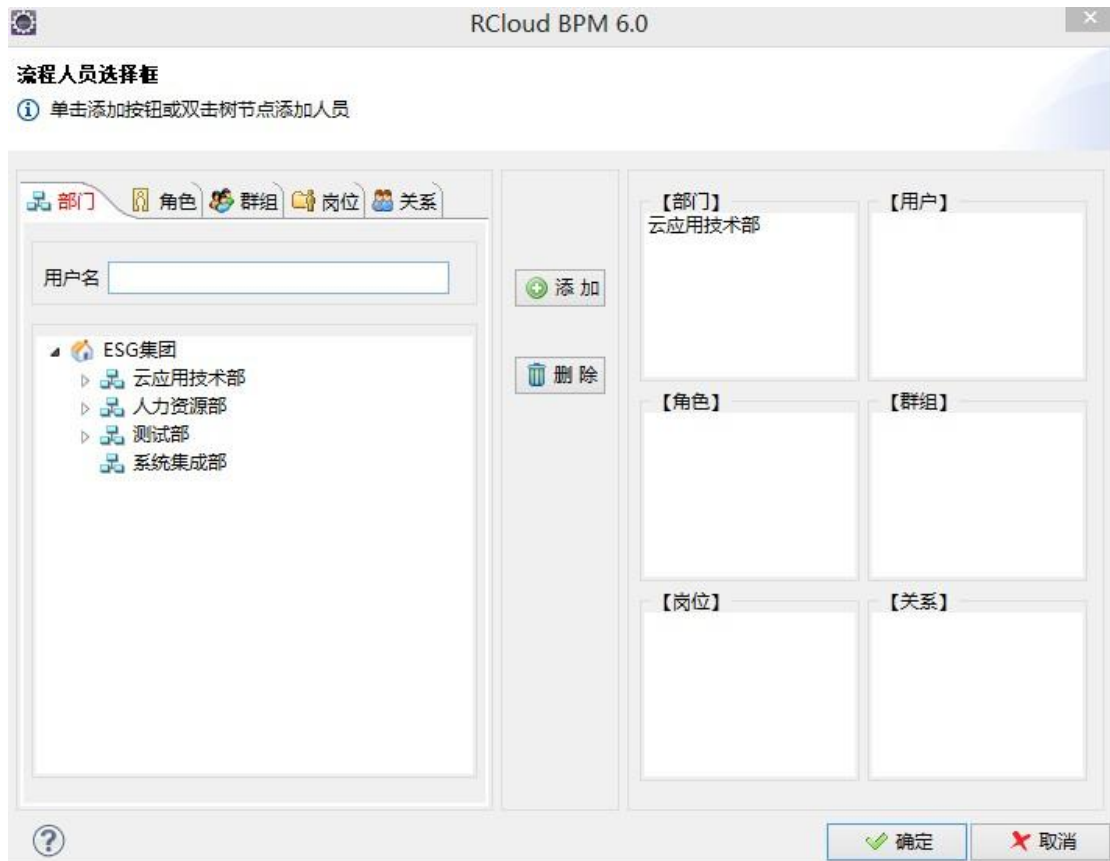 RCloud BPM 6.0
流程人员选择框
单击添加按钮或双击树节点添加人员
部门 角色 群组 岗位 关系
用户名
ESG集团
云应用技术部
人力资源部
测试部
系统集成部
添加
删除
【部门】
云应用技术部
【用户】
【角色】
【群组】
【岗位】
【关系】
确定
取消